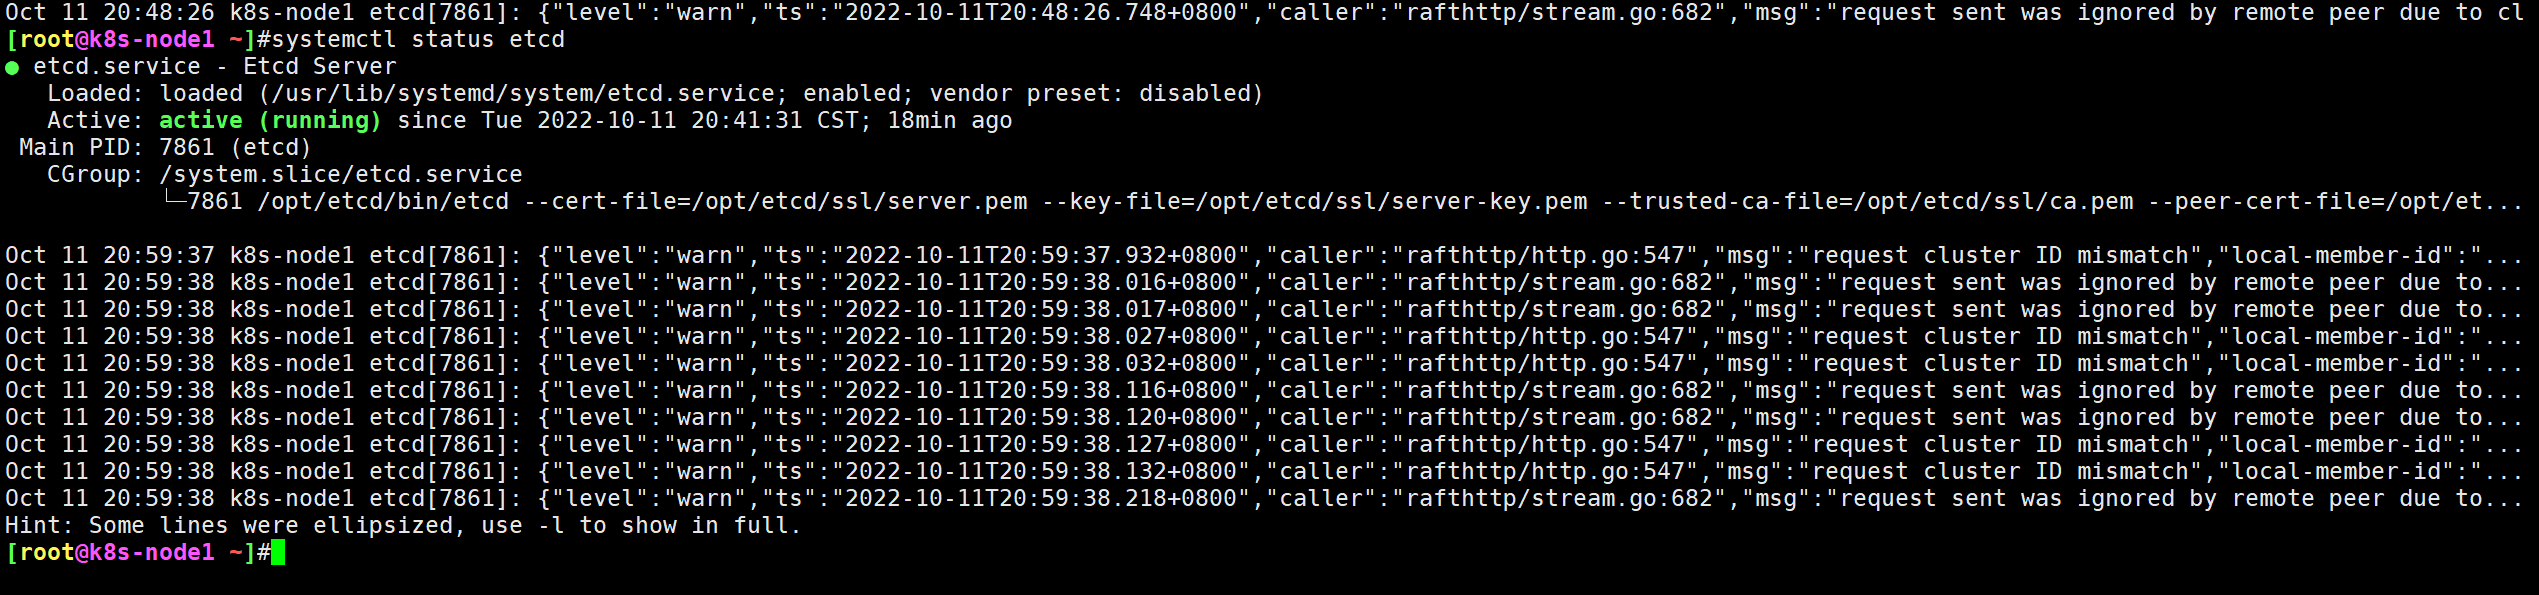 Oct 11 20:48:26 k8s-node1 etcd[7861]: {"level":"warn","ts":"2022-10-11T20:48:26.748+0800","caller":"rafthttp/stream.go:682","msg":"request sent was ignored by remote peer due to cl
[root@k8s-node1 ~]#systemctl status etcd
● etcd.service - Etcd Server
   Loaded: loaded (/usr/lib/systemd/system/etcd.service; enabled; vendor preset: disabled)
   Active: active (running) since Tue 2022-10-11 20:41:31 CST; 18min ago
 Main PID: 7861 (etcd)
   CGroup: /system.slice/etcd.service
           └─7861 /opt/etcd/bin/etcd --cert-file=/opt/etcd/ssl/server.pem --key-file=/opt/etcd/ssl/server-key.pem --trusted-ca-file=/opt/etcd/ssl/ca.pem --peer-cert-file=/opt/et...
Oct 11 20:59:37 k8s-node1 etcd[7861]: {"level":"warn","ts":"2022-10-11T20:59:37.932+0800","caller":"rafthttp/http.go:547","msg":"request cluster ID mismatch","local-member-id":"...
Oct 11 20:59:38 k8s-node1 etcd[7861]: {"level":"warn","ts":"2022-10-11T20:59:38.016+0800","caller":"rafthttp/stream.go:682","msg":"request sent was ignored by remote peer due to...
Oct 11 20:59:38 k8s-node1 etcd[7861]: {"level":"warn","ts":"2022-10-11T20:59:38.017+0800","caller":"rafthttp/stream.go:682","msg":"request sent was ignored by remote peer due to...
Oct 11 20:59:38 k8s-node1 etcd[7861]: {"level":"warn","ts":"2022-10-11T20:59:38.027+0800","caller":"rafthttp/http.go:547","msg":"request cluster ID mismatch","local-member-id":"...
Oct 11 20:59:38 k8s-node1 etcd[7861]: {"level":"warn","ts":"2022-10-11T20:59:38.032+0800","caller":"rafthttp/http.go:547","msg":"request cluster ID mismatch","local-member-id":"...
Oct 11 20:59:38 k8s-node1 etcd[7861]: {"level":"warn","ts":"2022-10-11T20:59:38.116+0800","caller":"rafthttp/stream.go:682","msg":"request sent was ignored by remote peer due to...
Oct 11 20:59:38 k8s-node1 etcd[7861]: {"level":"warn","ts":"2022-10-11T20:59:38.120+0800","caller":"rafthttp/stream.go:682","msg":"request sent was ignored by remote peer due to...
Oct 11 20:59:38 k8s-node1 etcd[7861]: {"level":"warn","ts":"2022-10-11T20:59:38.127+0800","caller":"rafthttp/http.go:547","msg":"request cluster ID mismatch","local-member-id":"...
Oct 11 20:59:38 k8s-node1 etcd[7861]: {"level":"warn","ts":"2022-10-11T20:59:38.132+0800","caller":"rafthttp/http.go:547","msg":"request cluster ID mismatch","local-member-id":"...
Oct 11 20:59:38 k8s-node1 etcd[7861]: {"level":"warn","ts":"2022-10-11T20:59:38.218+0800","caller":"rafthttp/stream.go:682","msg":"request sent was ignored by remote peer due to...
Hint: Some lines were ellipsized, use -l to show in full.
[root@k8s-node1 ~]#